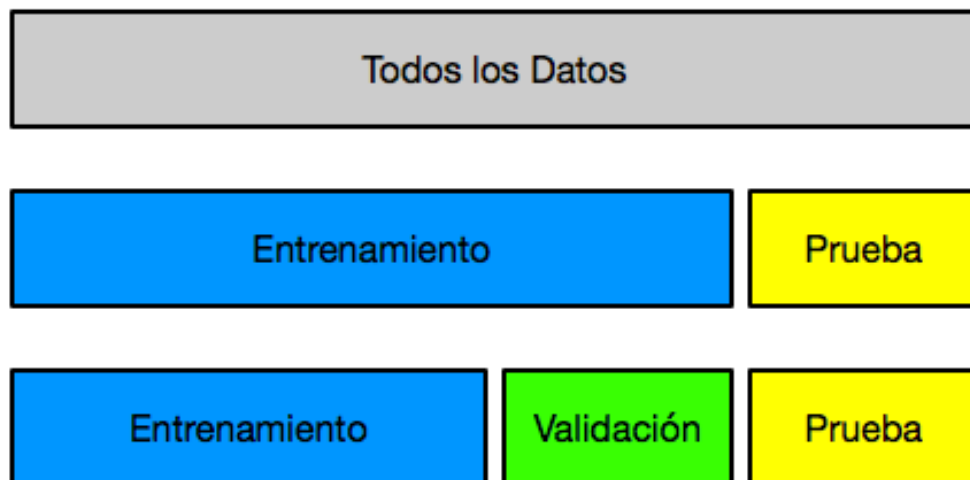 Todos los Datos
Entrenamiento Prueba
Entrenamiento Validación Prueba